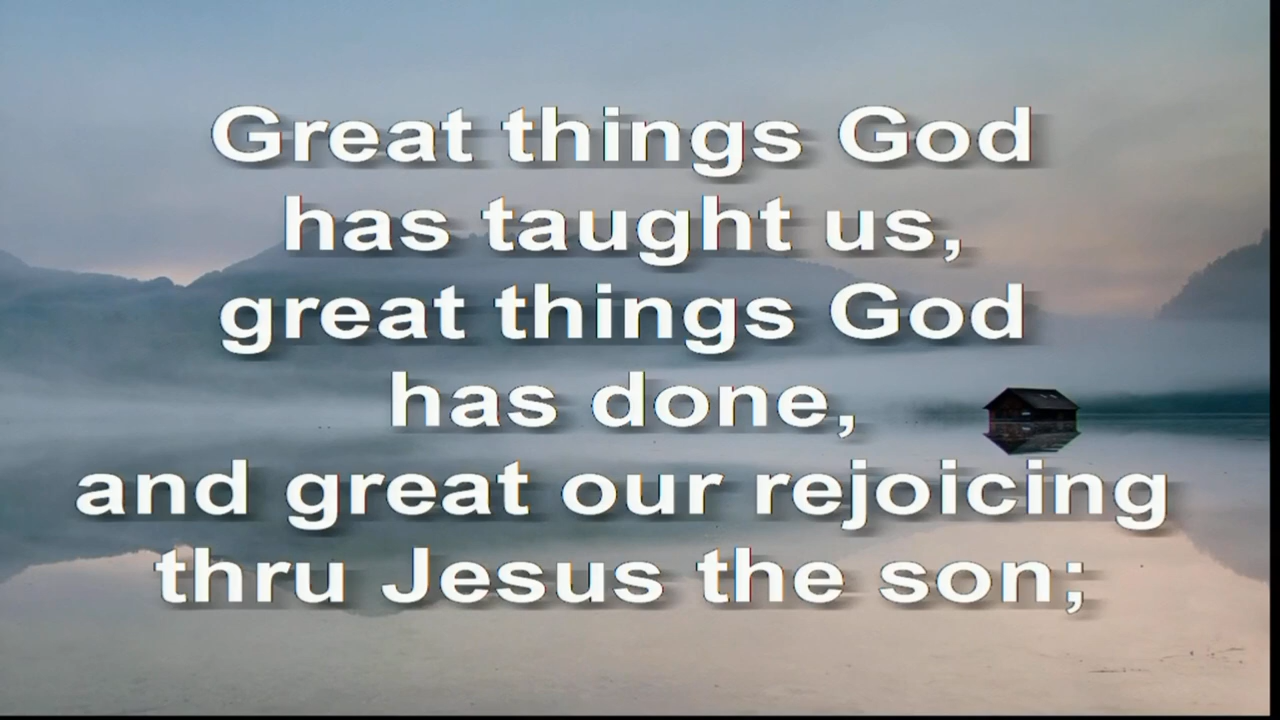 Great things God
has taught us,
great things God
has done,
and great our rejoicing
thru Jesus the son;